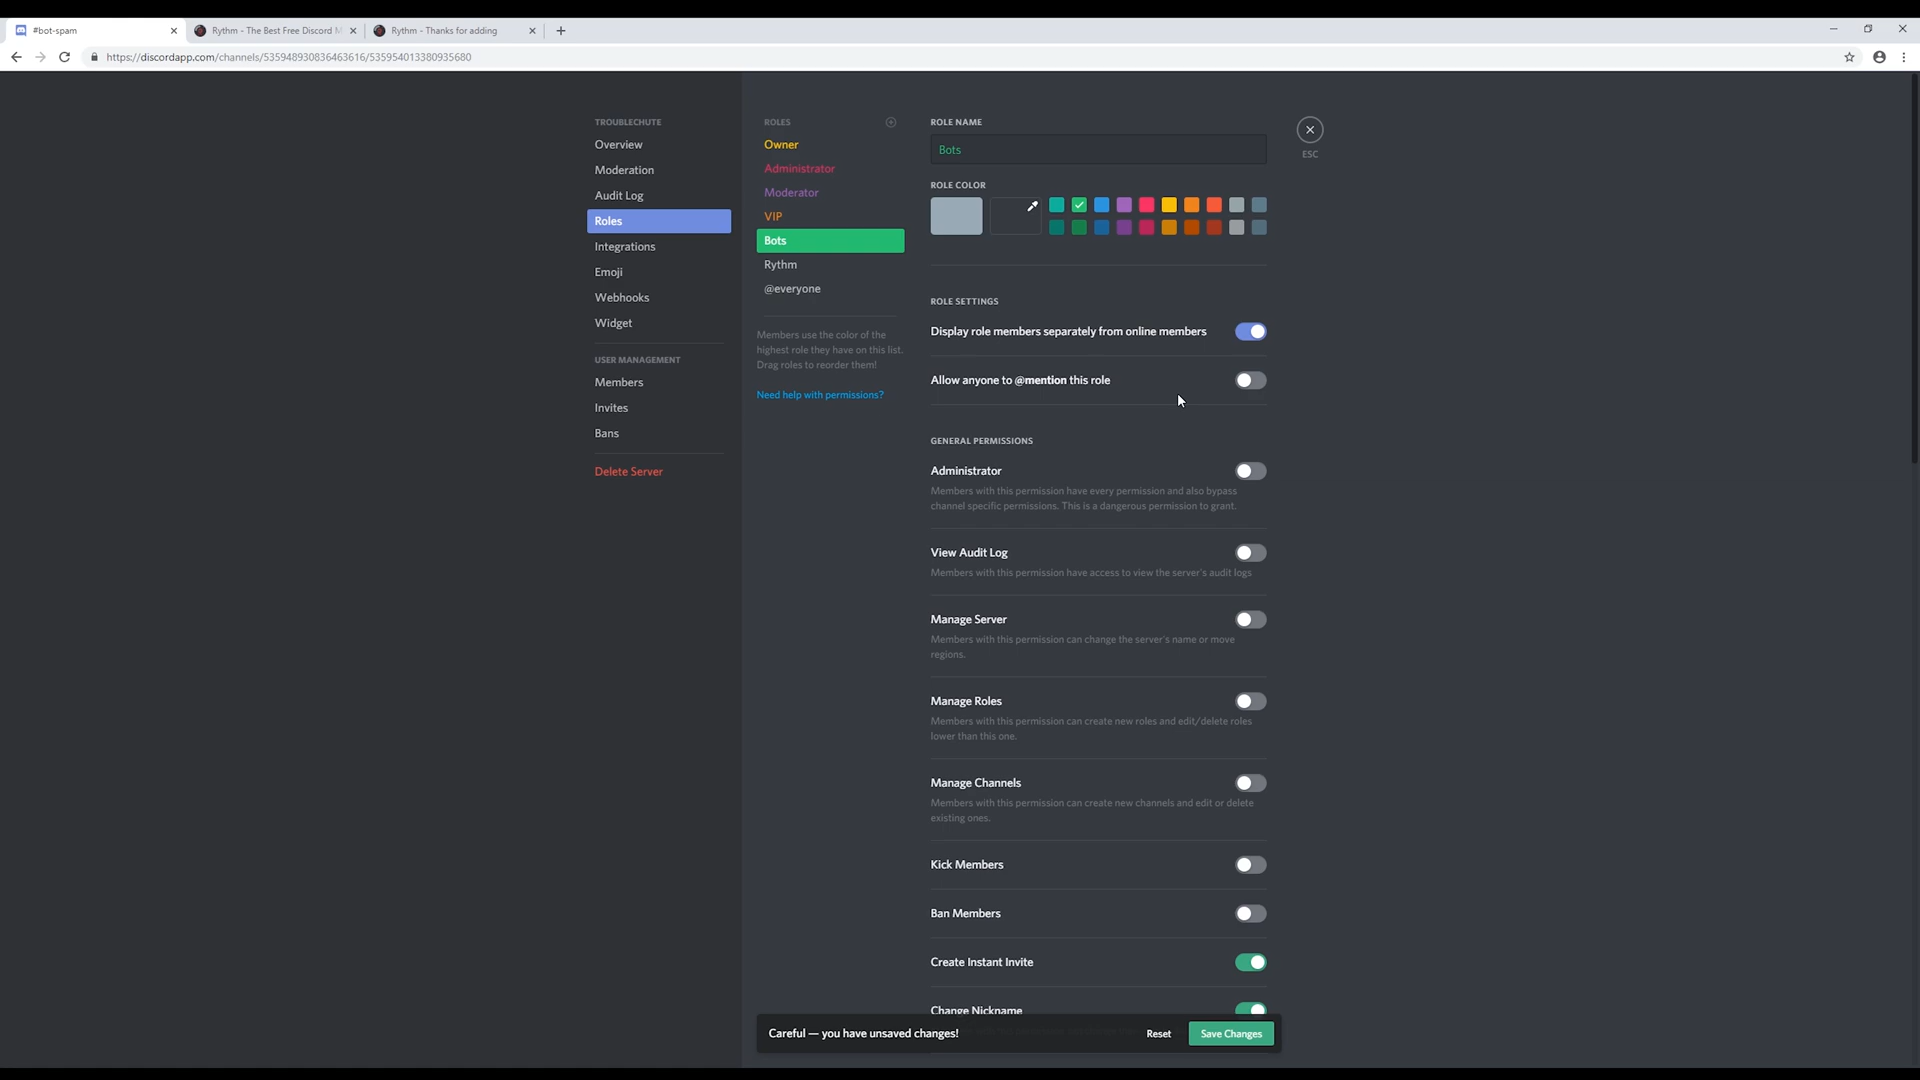 #bot-spam
Rythm - The Best Free Discord M
Rythm - Thanks for adding
https://discordapp.com/channels/535948930836463616/535954013380935680
TROUBLECHUTE
Overview
Moderation
Audit Log
Roles
Integrations
Emoji
Webhooks
Widget
USER MANAGEMENT
Members
Invites
Bans
Delete Server
ROLES
Owner
Administrator
Moderator
VIP
Bots
Rythm
@everyone
Members use the color of the
highest role they have on this list.
Drag roles to reorder them!
Need help with permissions?
ROLE NAME
Bots
ROLE COLOR
ROLE SETTINGS
Display role members separately from online members
Allow anyone to @mention this role
GENERAL PERMISSIONS
Administrator
Members with this permission have every permission and also bypass
channel specific permissions. This is a dangerous permission to grant.
View Audit Log
Members with this permission have access to view the server's audit logs
Manage Server
Members with this permission can change the server's name or move
regions.
Manage Roles
Members with this permission can create new roles and edit/delete roles
lower than this one.
Manage Channels
Members with this permission can create new channels and edit or delete
existing ones.
Kick Members
Ban Members
Create Instant Invite
Change Nickname
Careful — you have unsaved changes!
Reset
Save Changes
ESC